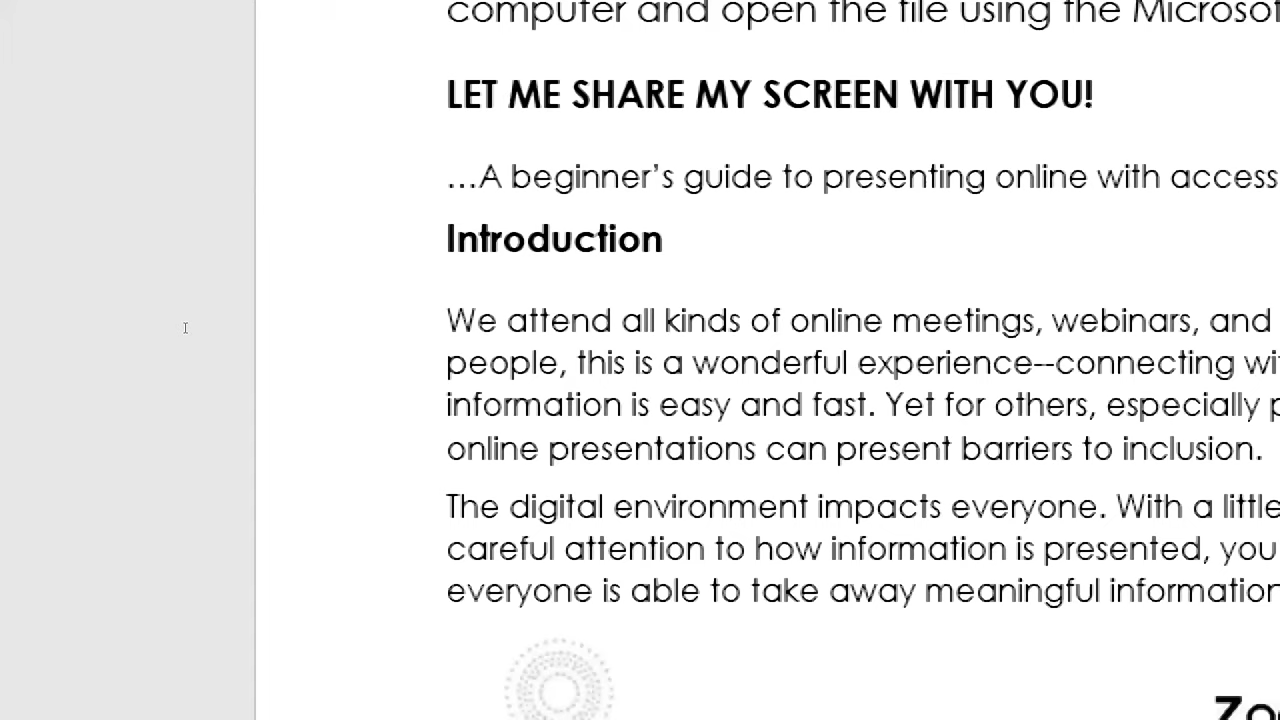 computer and open the file using the Microsof
LET ME SHARE MY SCREEN WITH YOU!
…A beginner’s guide to presenting online with access
Introduction
We attend all kinds of online meetings, webinars, and
people, this is a wonderful experience--connecting wi
information is easy and fast. Yet for others, especially p
online presentations can present barriers to inclusion.
The digital environment impacts everyone. With a little
careful attention to how information is presented, you
everyone is able to take away meaningful information